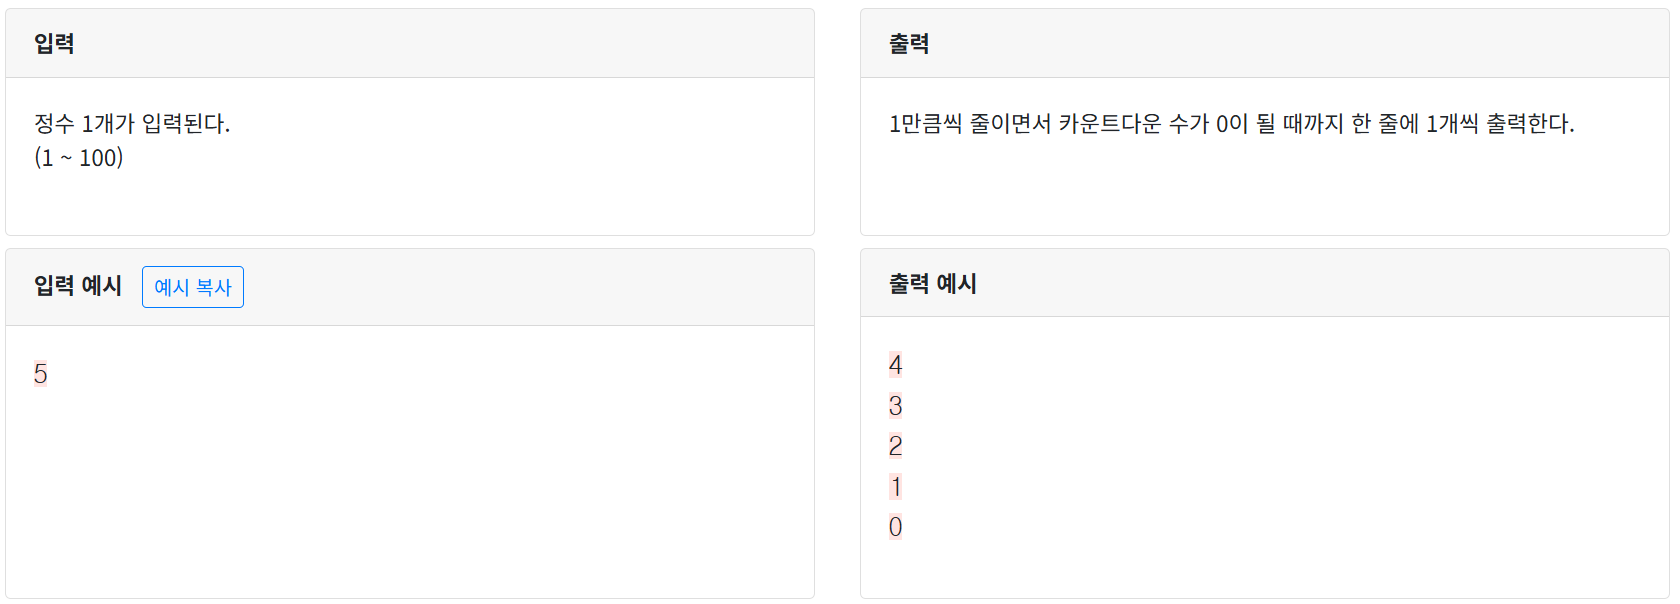 입력
정수 1개가 입력된다.
(1 ~ 100)
출력
1만큼씩 줄이면서 카운트다운 수가 0이 될 때까지 한 줄에 1개씩 출력한다.
입력 예시 예시 복사
5
출력 예시
4
3
2
1
0